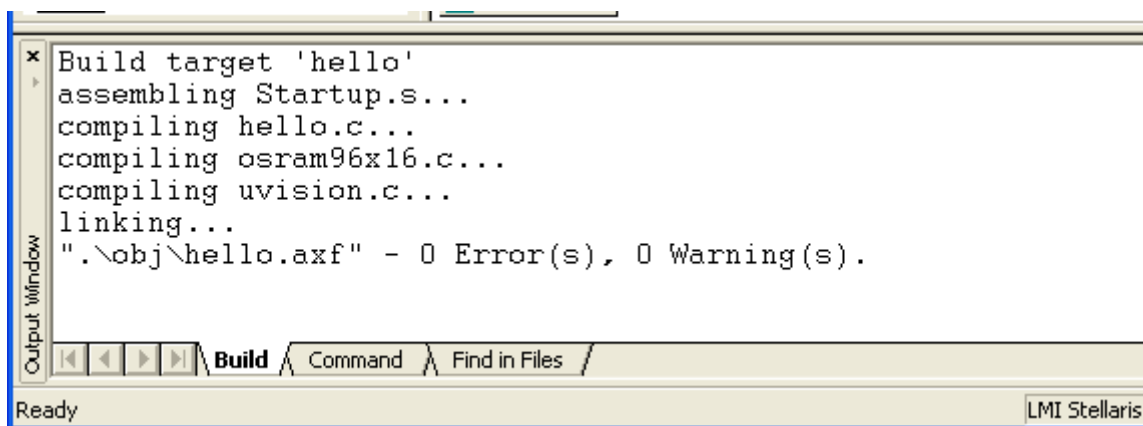 Build target 'hello'
assembling Startup.s...
compiling hello.c...
compiling osram96x16.c...
compiling uvision.c...
linking...
".\obj\hello.axf" - 0 Error(s), 0 Warning(s).
Output Window
Build
Command
Find in Files
Ready
LMI Stellaris